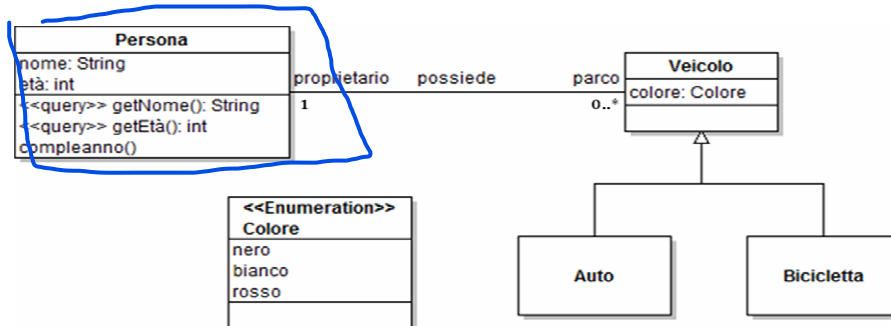 Persona
nome: String
età: int
<<query>> getNome(): String
<<query>> getEtà(): int
compleanno()
proprietario possiede parco
1 0..*
Veicolo
colore: Colore
<<Enumeration>>
Colore
nero
bianco
rosso
Auto
Bicicletta